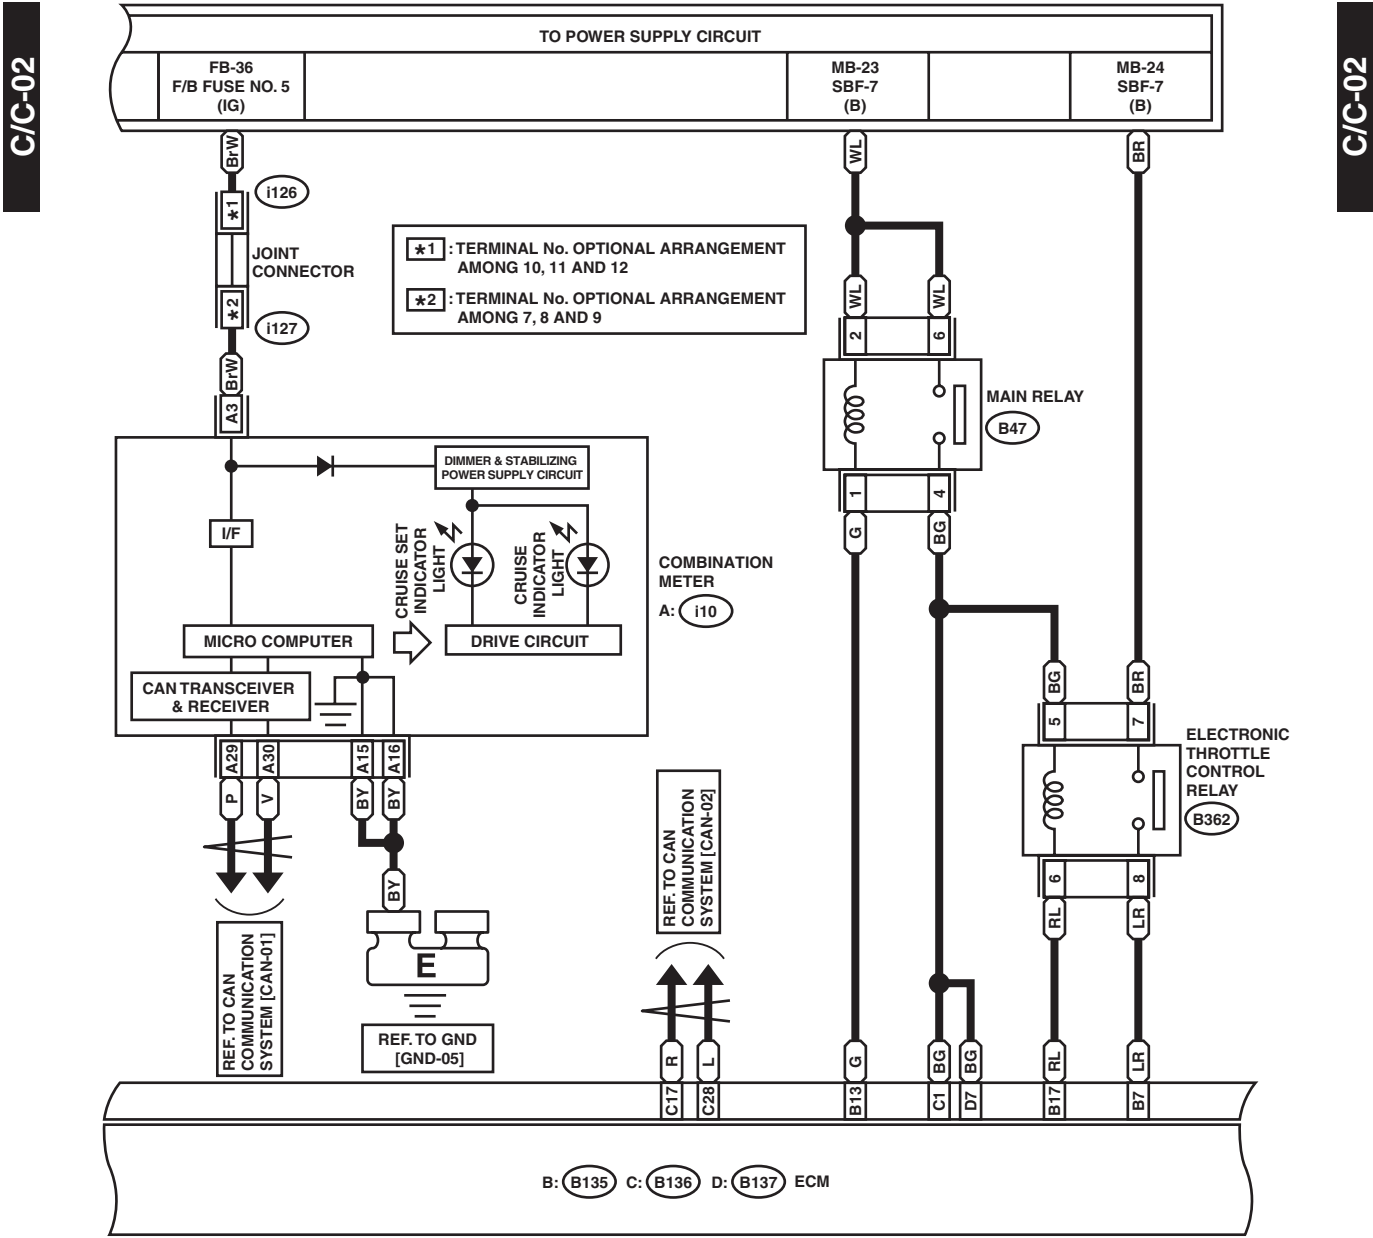 C/C-02
C/C-02
TO POWER SUPPLY CIRCUIT
FB-36
F/B FUSE NO. 5
(IG)
MB-23
SBF-7
(B)
MB-24
SBF-7
(B)
BrW
WL
BR
*1
i126
JOINT
CONNECTOR
*2
i127
BrW
A3
*1 : TERMINAL No. OPTIONAL ARRANGEMENT
AMONG 10, 11 AND 12
*2 : TERMINAL No. OPTIONAL ARRANGEMENT
AMONG 7, 8 AND 9
WL
WL
2
6
MAIN RELAY
B47
1
4
G
BG
DIMMER & STABILIZING
POWER SUPPLY CIRCUIT
I/F
CRUISE SET
INDICATOR
LIGHT
CRUISE
INDICATOR
LIGHT
COMBINATION
METER
A: i10
MICRO COMPUTER
DRIVE CIRCUIT
CAN TRANSCEIVER
& RECEIVER
A29
A30
A15
A16
P
V
BY
BY
BY
E
REF. TO GND
[GND-05]
REF. TO CAN
COMMUNICATION
SYSTEM [CAN-01]
REF. TO CAN
COMMUNICATION
SYSTEM [CAN-02]
BG
BR
5
7
ELECTRONIC
THROTTLE
CONTROL
RELAY
B362
6
8
RL
LR
R
L
G
BG
BG
RL
LR
C17
C28
B13
C1
D7
B17
B7
B: B135 C: B136 D: B137 ECM